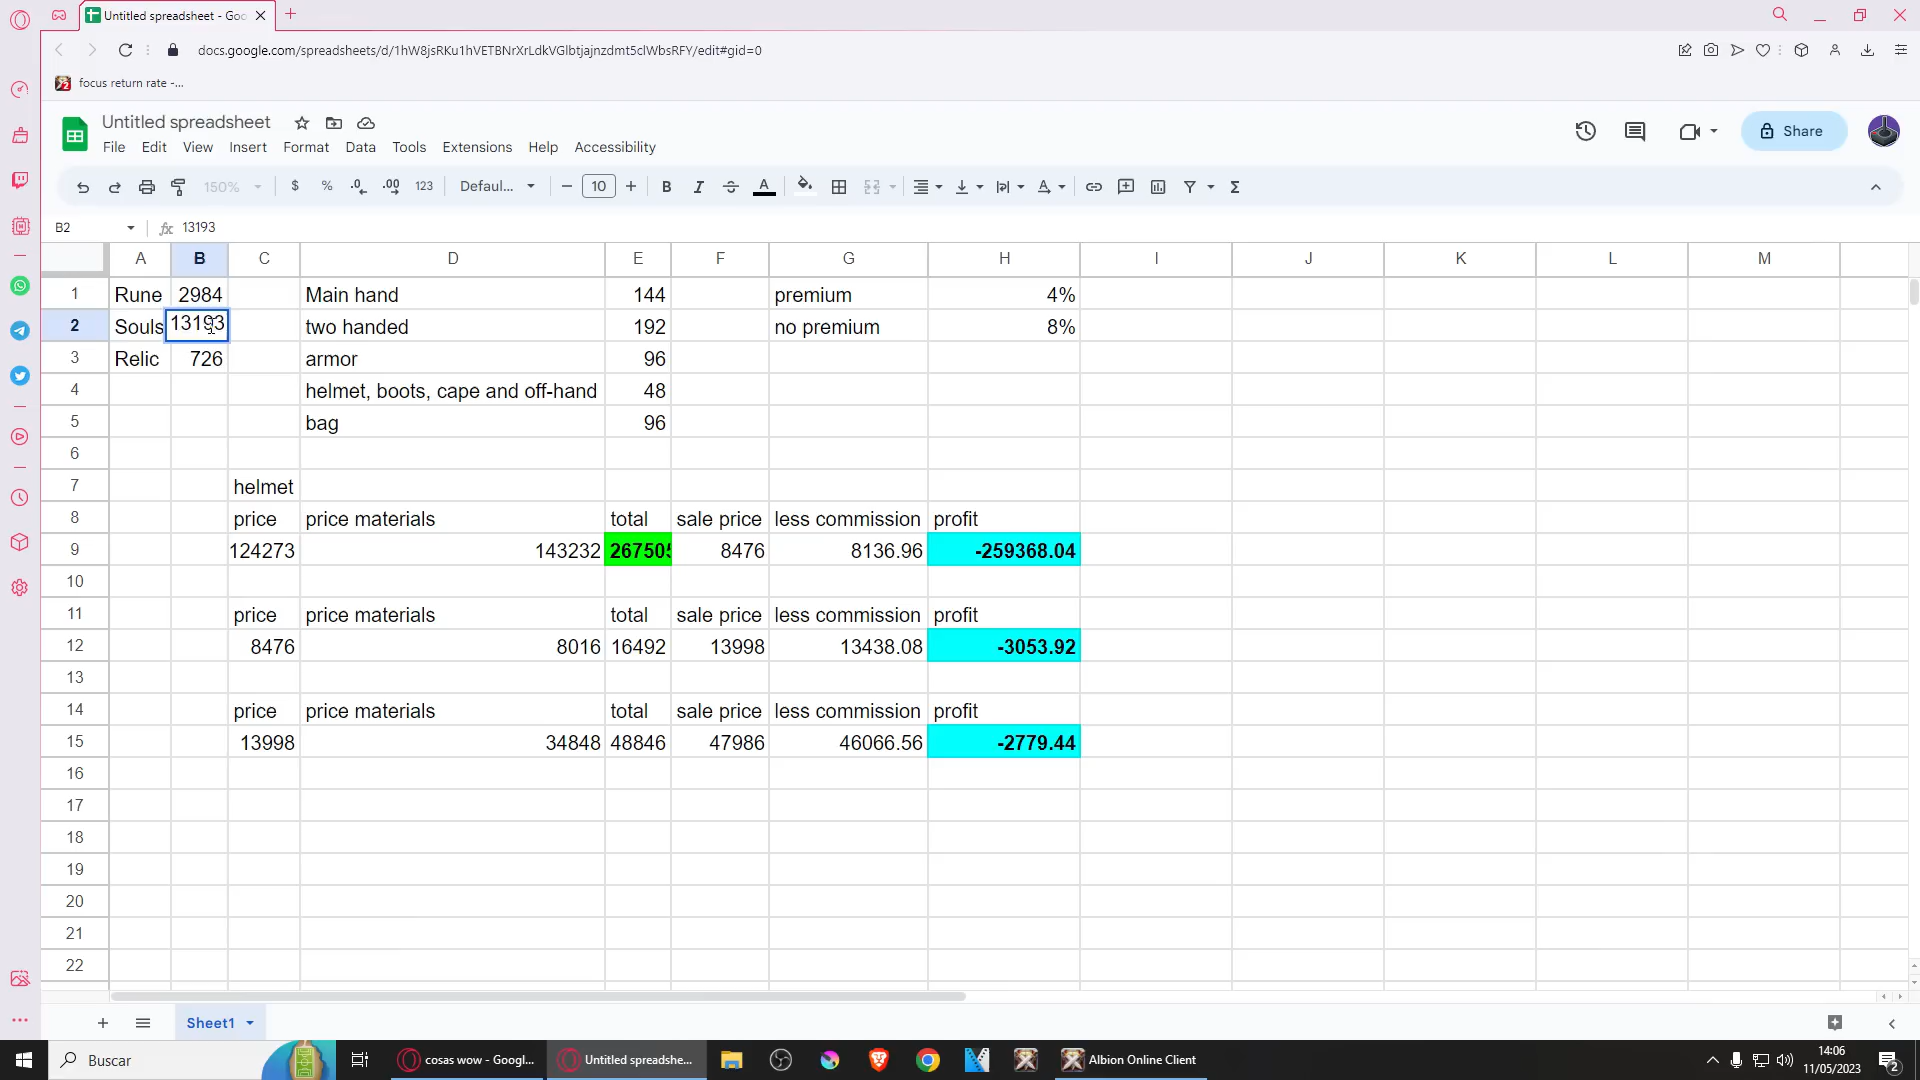 Untitled spreadsheet - Goo
docs.google.com/spreadsheets/d/1hW8jsRKu1hVETBNrXrLdkVGlbtjajnzdmt5clWbsRFY/edit#gid=0
focus return rate -...
Untitled spreadsheet
File Edit View Insert Format Data Tools Extensions Help Accessibility
Share
150% $ % .0 .00 123 Defaul... 10 B I A Σ
B2 fx 13193
A B C D E F G H I J K L M
1 Rune 2984 Main hand 144 premium 4%
2 Souls 13193 two handed 192 no premium 8%
3 Relic 726 armor 96
4 helmet, boots, cape and off-hand 48
5 bag 96
6
7 helmet
8 price price materials total sale price less commission profit
9 124273 143232 267505 8476 8136.96 -259368.04
10
11 price price materials total sale price less commission profit
12 8476 8016 16492 13998 13438.08 -3053.92
13
14 price price materials total sale price less commission profit
15 13998 34848 48846 47986 46066.56 -2779.44
16
17
18
19
20
21
22
Sheet1
Buscar
cosas wow - Googl...
Untitled spreadshe...
Albion Online Client
14:06
11/05/2023
2